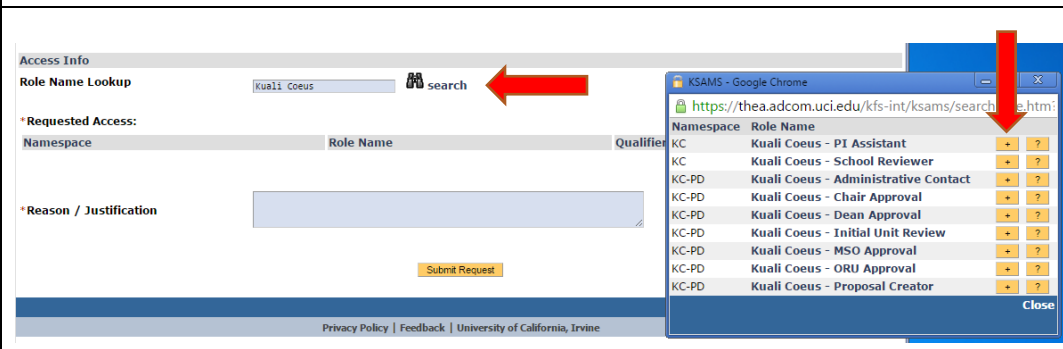 Access Info
Role Name Lookup
Kuali Coeus
search
*Requested Access:
Namespace Role Name Qualifier
*Reason / Justification
Submit Request
Privacy Policy | Feedback | University of California, Irvine
KSAMS - Google Chrome
https://thea.adcom.uci.edu/kfs-int/ksams/search
Namespace Role Name
KC Kuali Coeus - PI Assistant + ?
KC Kuali Coeus - School Reviewer + ?
KC-PD Kuali Coeus - Administrative Contact + ?
KC-PD Kuali Coeus - Chair Approval + ?
KC-PD Kuali Coeus - Dean Approval + ?
KC-PD Kuali Coeus - Initial Unit Review + ?
KC-PD Kuali Coeus - MSO Approval + ?
KC-PD Kuali Coeus - ORU Approval + ?
KC-PD Kuali Coeus - Proposal Creator + ?
Close